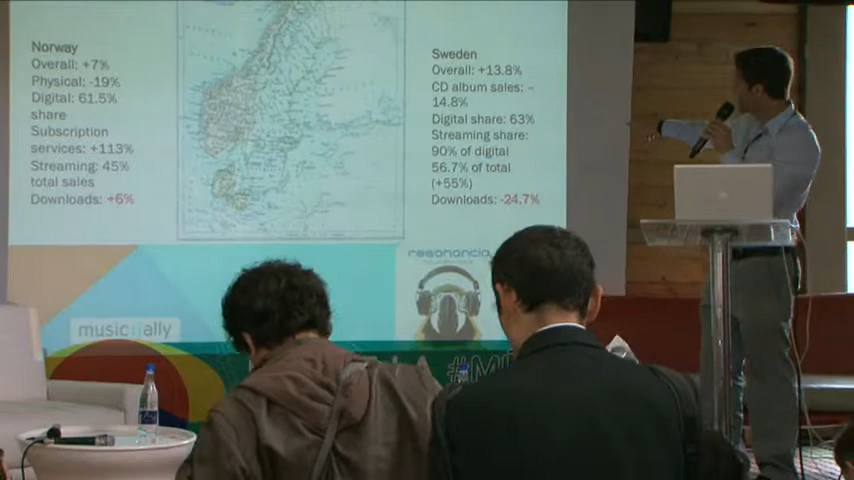 Norway
Overall: +7%
Physical: -19%
Digital: 61.5%
share
Subscription
services: +113%
Streaming: 45%
total sales
Downloads: +6%
Sweden
Overall: +13.8%
CD album sales: –
14.8%
Digital share: 63%
Streaming share:
90% of digital
56.7% of total
(+55%)
Downloads: -24,7%
resonancia
music:)ally